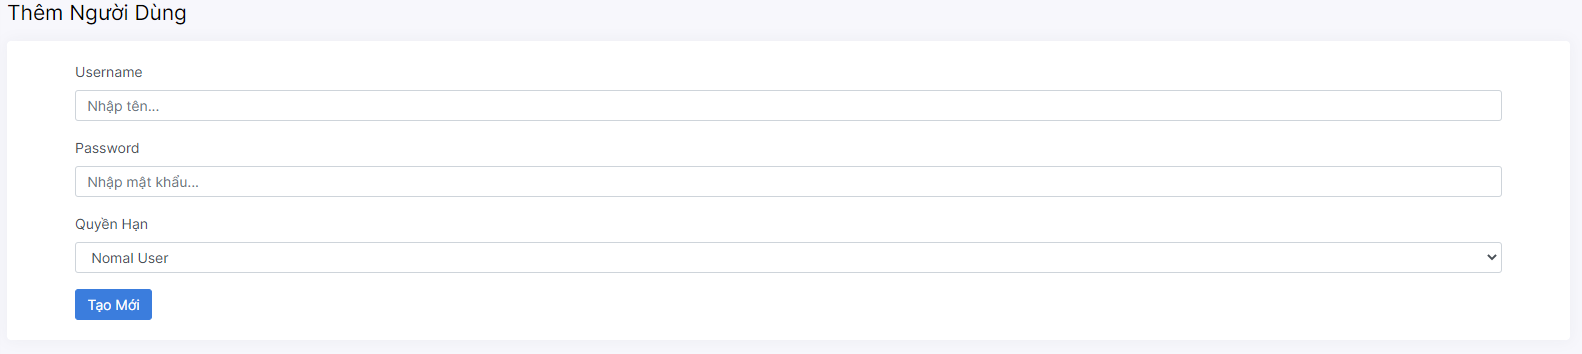 Thêm Người Dùng
Username
Nhập tên...
Password
Nhập mật khẩu...
Quyền Hạn
Nomal User
Tạo Mới